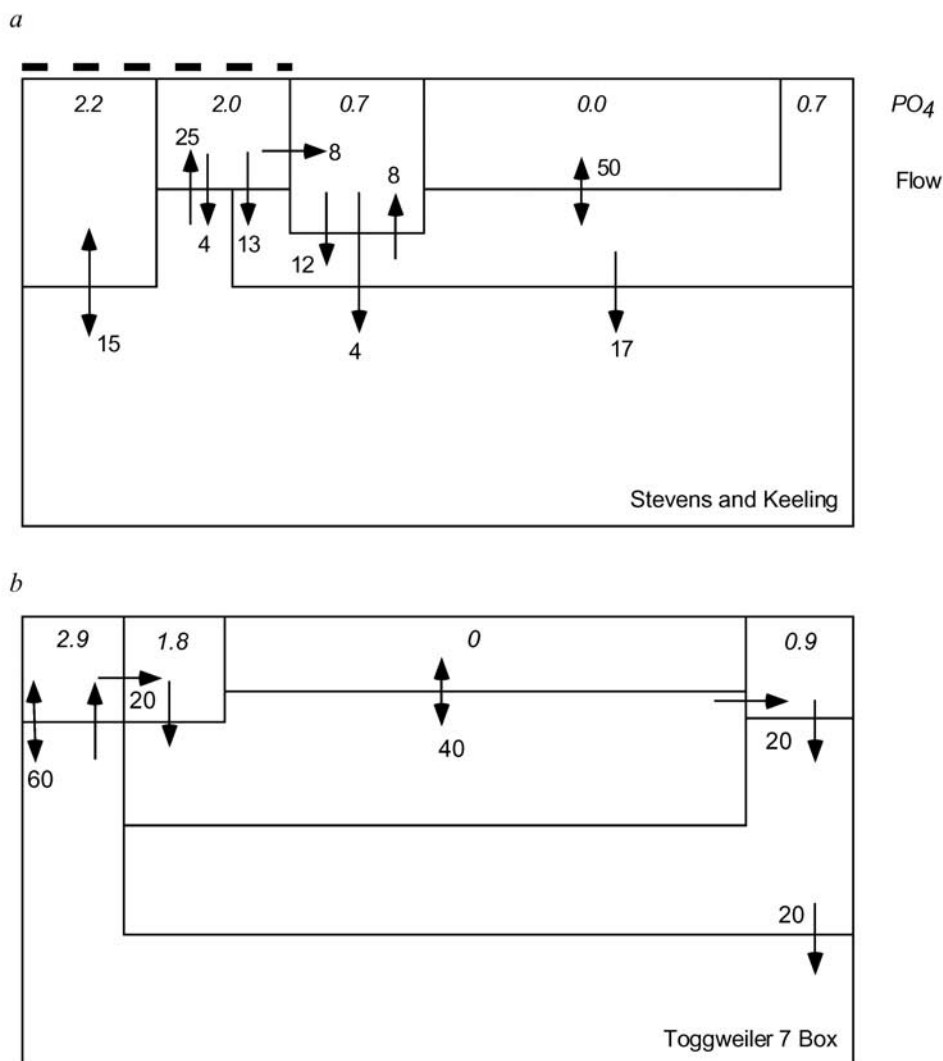 a
2.2 2.0 0.7 0.0 0.7 PO4
25 8 50 Flow
8
4 13 12
15 4 17
Stevens and Keeling
b
2.9 1.8 0 0.9
20 40 20
60
20
Toggweiler 7 Box